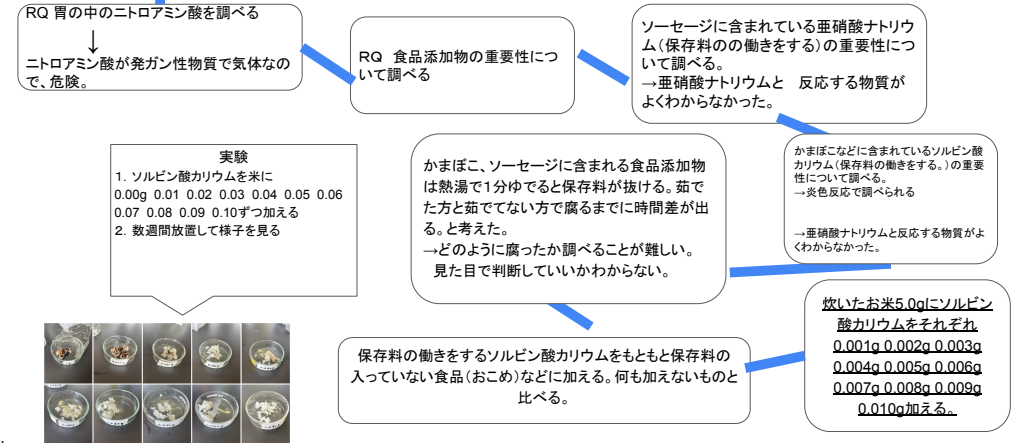 RQ 胃の中のニトロアミン酸を調べる
↓
ニトロアミン酸が発ガン性物質で気体なの
で、危険。
RQ 食品添加物の重要性につ
いて調べる
ソーセージに含まれている亜硝酸ナトリウ
ム(保存料のの働きをする)の重要性につ
いて調べる。
→亜硝酸ナトリウムと 反応する物質が
よくわからなかった。
かまぼこなどに含まれているソルビン酸
カリウム(保存料の働きをする。)の重要
性について調べる。
→炎色反応で調べられる
→亜硝酸ナトリウムと反応する物質がよ
くわからなかった。
かまぼこ、ソーセージに含まれる食品添加物
は熱湯で1分ゆでると保存料が抜ける。茹で
た方と茹でてない方で腐るまでに時間差が出
る。と考えた。
→どのように腐ったか調べることが難しい。
見た目で判断していいかわからない。
保存料の働きをするソルビン酸カリウムをもともと保存料の
入っていない食品(おこめ)などに加える。何も加えないものと
比べる。
炊いたお米5.0gにソルビン
酸カリウムをそれぞれ
0.001g 0.002g 0.003g
0.004g 0.005g 0.006g
0.007g 0.008g 0.009g
0.010g加える。
実験
1. ソルビン酸カリウムを米に
0.00g 0.01 0.02 0.03 0.04 0.05 0.06
0.07 0.08 0.09 0.10ずつ加える
2. 数週間放置して様子を見る